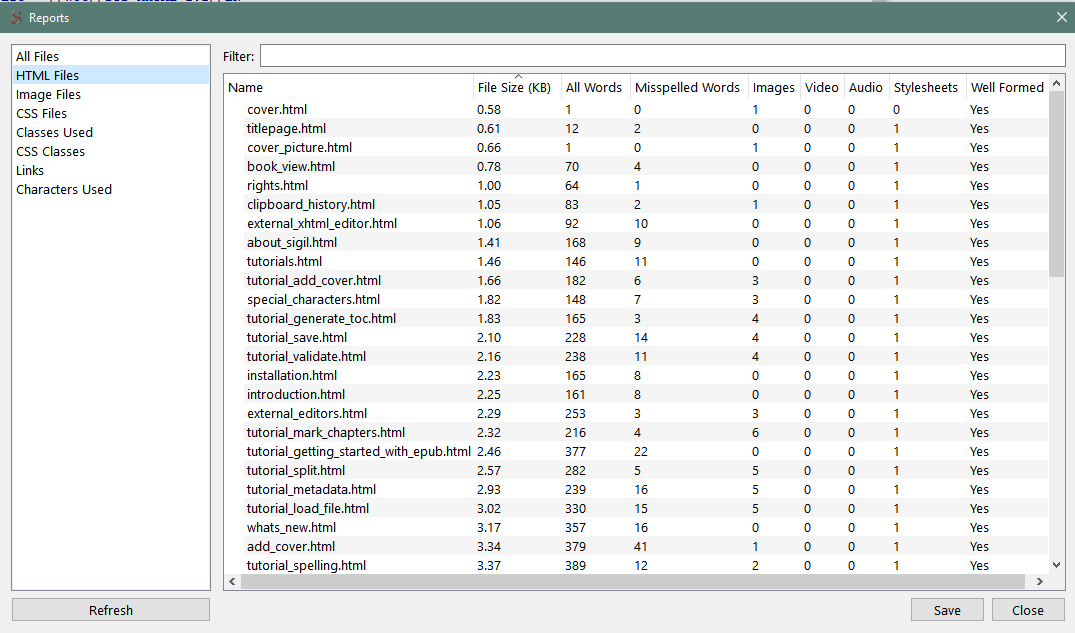 Reports
All Files
HTML Files
Image Files
CSS Files
Classes Used
CSS Classes
Links
Characters Used
Refresh
Filter:
Name File Size (KB) All Words Misspelled Words Images Video Audio Stylesheets Well Formed
cover.html 0.58 1 0 1 0 0 0 Yes
titlepage.html 0.61 12 2 0 0 0 1 Yes
cover_picture.html 0.66 1 0 1 0 0 1 Yes
book_view.html 0.78 70 4 0 0 0 1 Yes
rights.html 1.00 64 1 0 0 0 1 Yes
clipboard_history.html 1.05 83 2 1 0 0 1 Yes
external_xhtml_editor.html 1.06 92 10 0 0 0 1 Yes
about_sigil.html 1.41 168 9 0 0 0 1 Yes
tutorials.html 1.46 146 11 0 0 0 1 Yes
tutorial_add_cover.html 1.66 182 6 3 0 0 1 Yes
special_characters.html 1.82 148 7 3 0 0 1 Yes
tutorial_generate_toc.html 1.83 165 3 4 0 0 1 Yes
tutorial_save.html 2.10 228 14 4 0 0 1 Yes
tutorial_validate.html 2.16 238 11 4 0 0 1 Yes
installation.html 2.23 165 8 0 0 0 1 Yes
introduction.html 2.25 161 8 0 0 0 1 Yes
external_editors.html 2.29 253 3 3 0 0 1 Yes
tutorial_mark_chapters.html 2.32 216 4 6 0 0 1 Yes
tutorial_getting_started_with_epub.html 2.46 377 22 0 0 0 1 Yes
tutorial_split.html 2.57 282 5 5 0 0 1 Yes
tutorial_metadata.html 2.93 239 16 5 0 0 1 Yes
tutorial_load_file.html 3.02 330 15 5 0 0 1 Yes
whats_new.html 3.17 357 16 0 0 0 1 Yes
add_cover.html 3.34 379 41 1 0 0 1 Yes
tutorial_spelling.html 3.37 389 12 2 0 0 1 Yes
Save Close